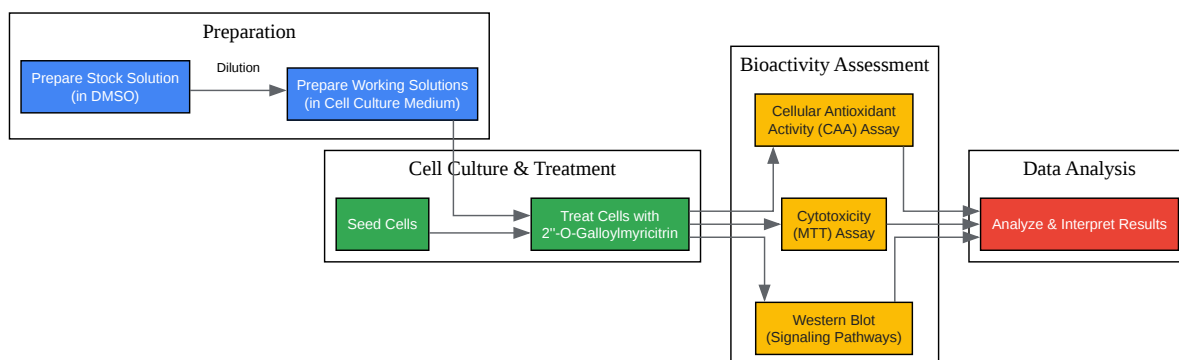 Preparation
Prepare Stock Solution
(in DMSO)
Dilution
Prepare Working Solutions
(in Cell Culture Medium)
Cell Culture & Treatment
Seed Cells
Treat Cells with
2''-O-Galloylmyricitrin
Bioactivity Assessment
Cellular Antioxidant
Activity (CAA) Assay
Cytotoxicity
(MTT) Assay
Western Blot
(Signaling Pathways)
Data Analysis
Analyze & Interpret Results